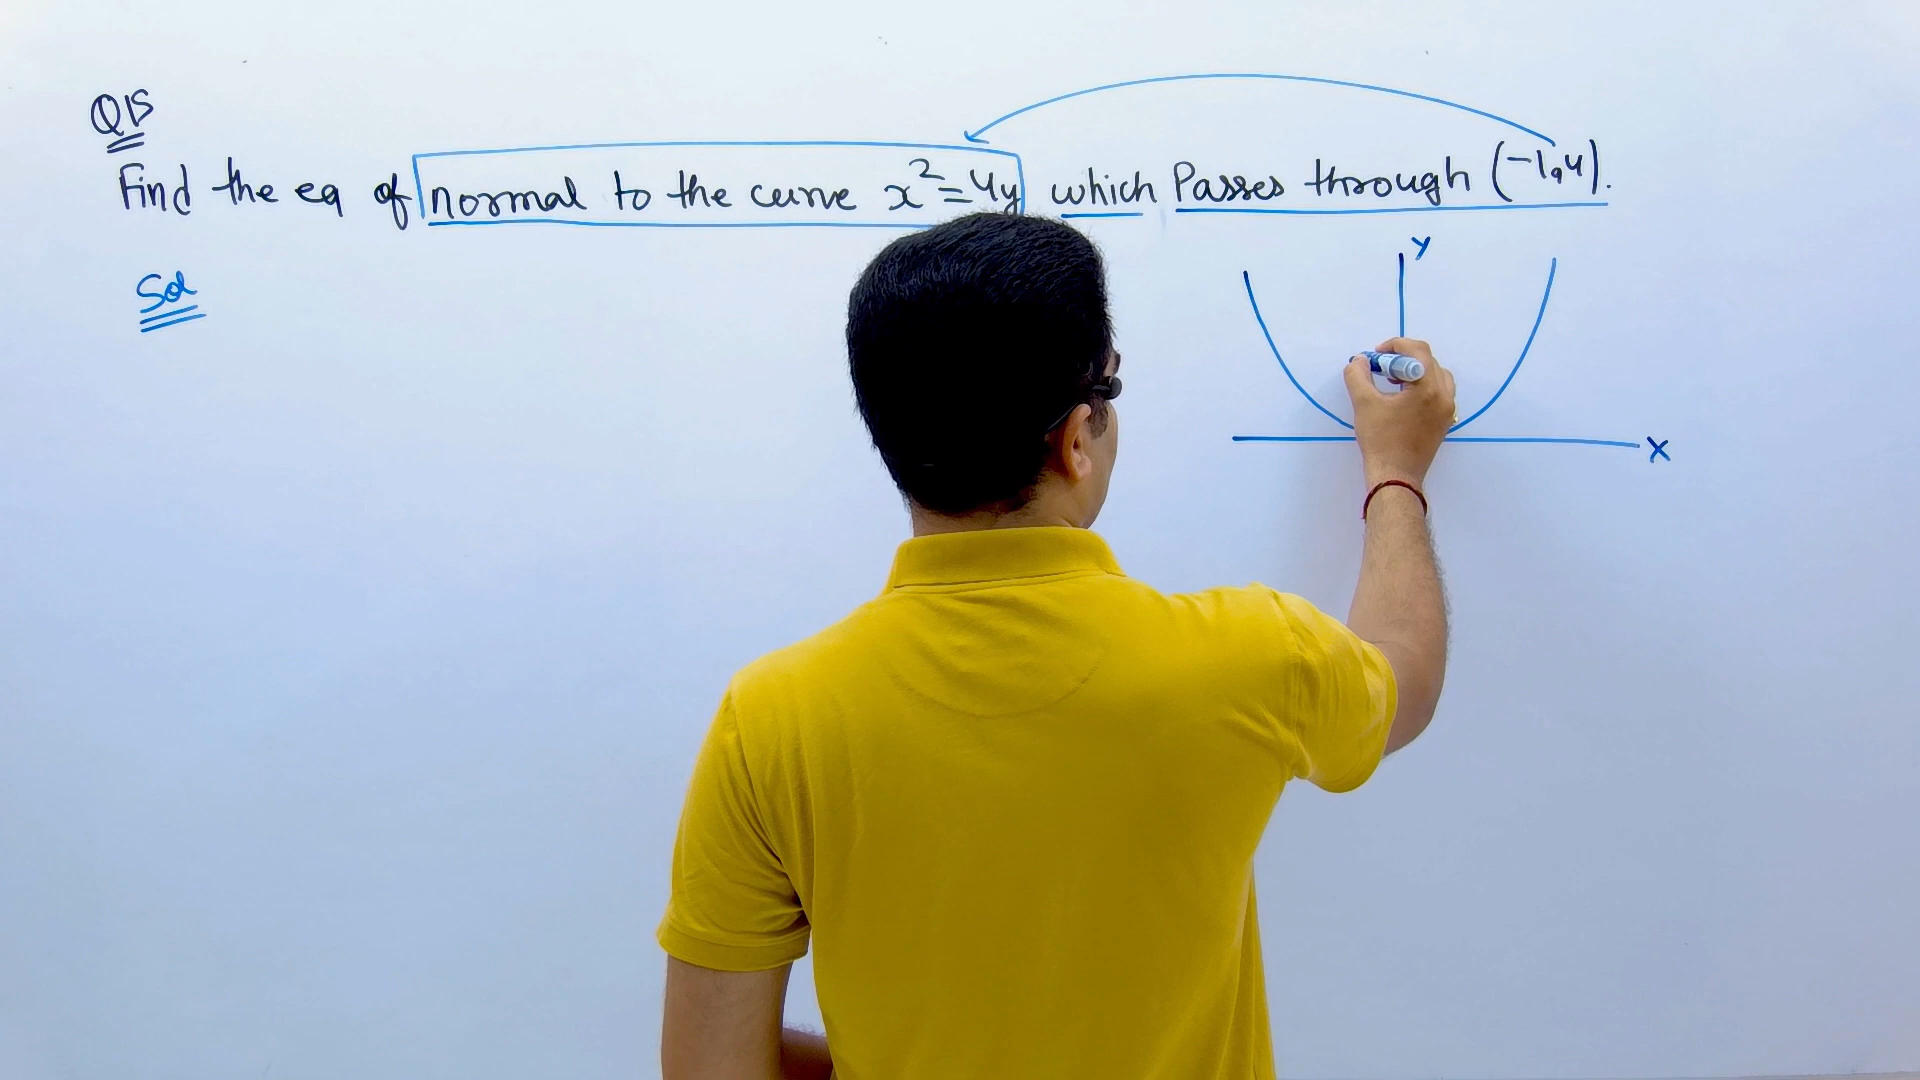 Q15
Find the eq of normal to the curve x²=4y which Passes through (-1,4).
Sol
y
x